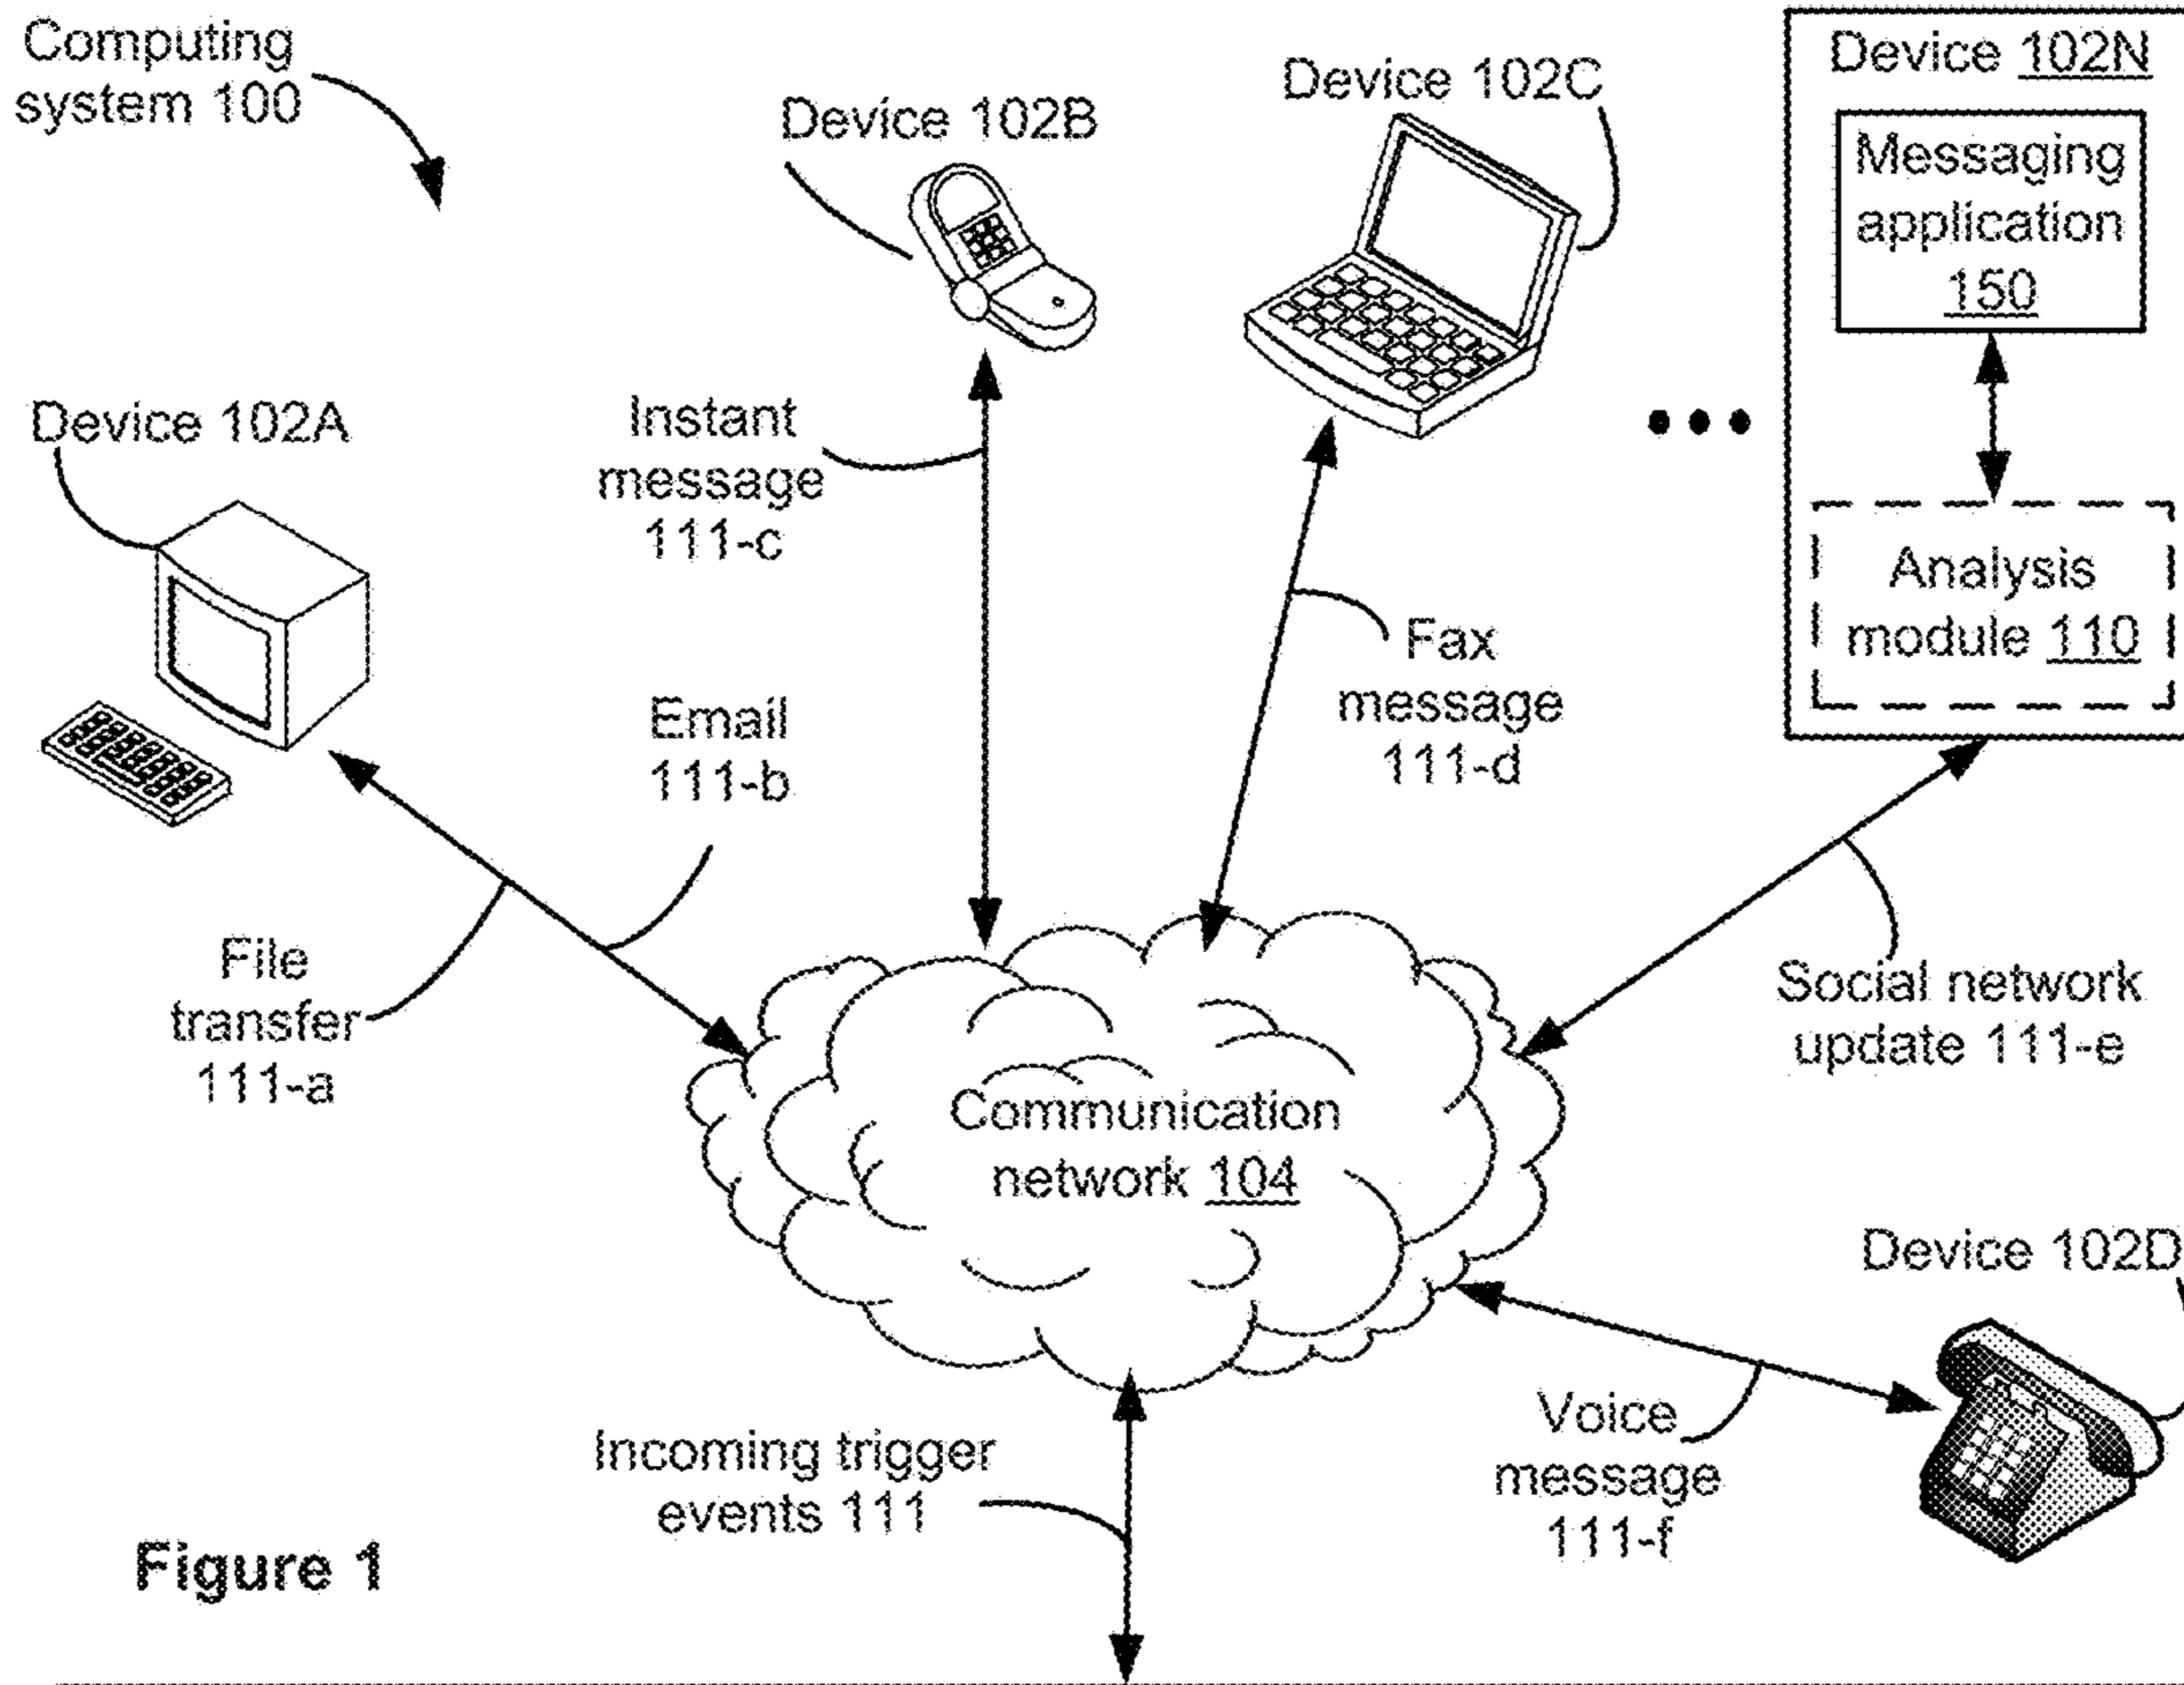 Computing
system 100
Device 102B
Device 102C
Device 102N
Messaging
application
150
Device 102A
Instant
message
111-c
Analysis
module 110
Fax
message
111-d
Email
111-b
File
transfer
111-a
Social network
update 111-e
Communication
network 104
Device 102D
Incoming trigger
events 111
Voice
message
111-f
Figure 1